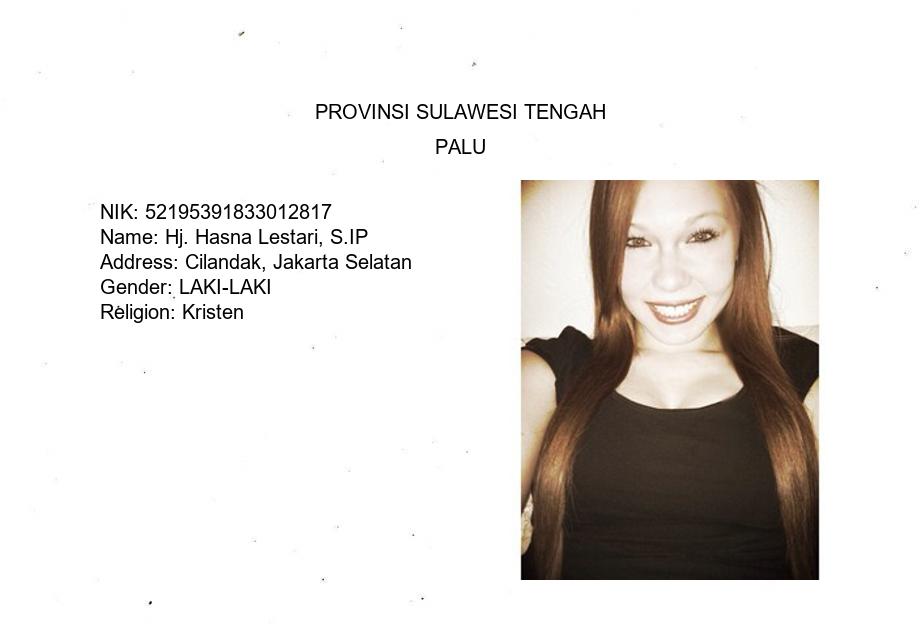 PROVINSI SULAWESI TENGAH
PALU
NIK: 52195391833012817
Name: Hj. Hasna Lestari, S.IP
Address: Cilandak, Jakarta Selatan
Gender: LAKI-LAKI
Religion: Kristen